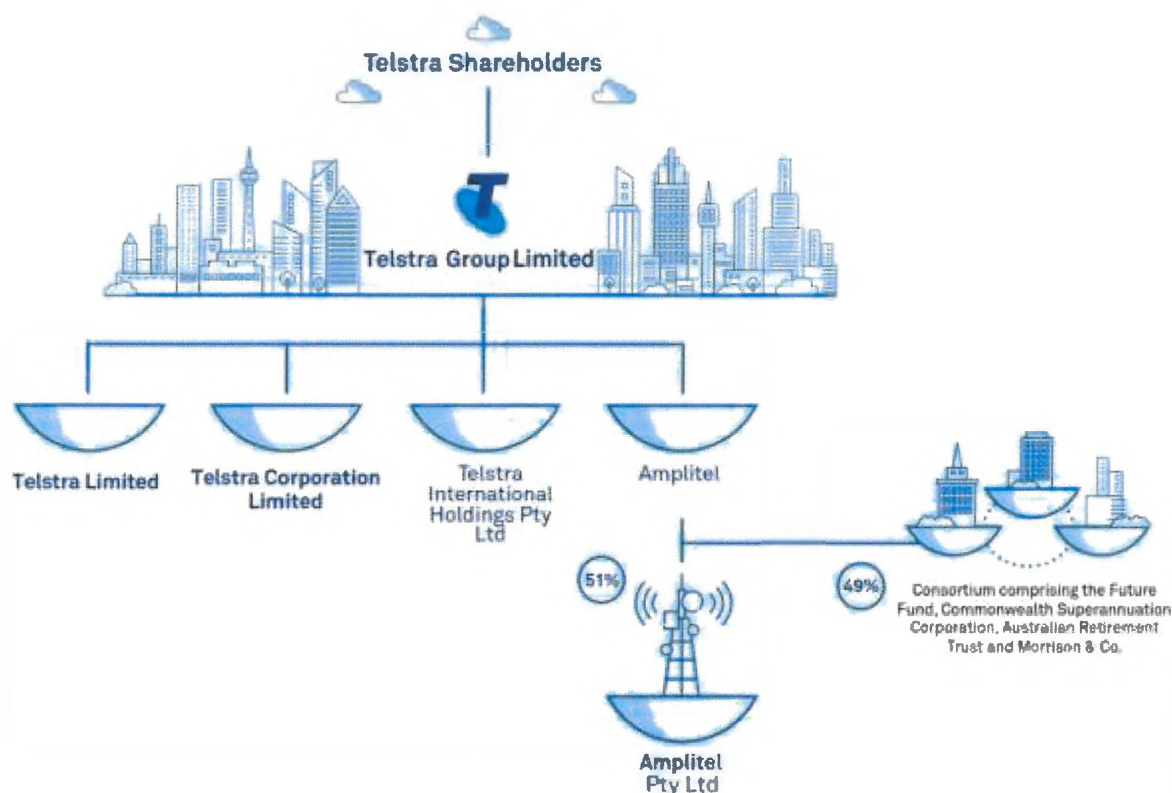 Telstra Shareholders
T
Telstra Group Limited
Telstra Limited
Telstra Corporation
Limited
Telstra
International
Holdings Pty
Ltd
Amplitel
51%
49%
Consortium comprising the Future
Fund, Commonwealth Superannuation
Corporation, Australian Retirement
Trust and Morrison & Co.
Amplitel
Pty Ltd